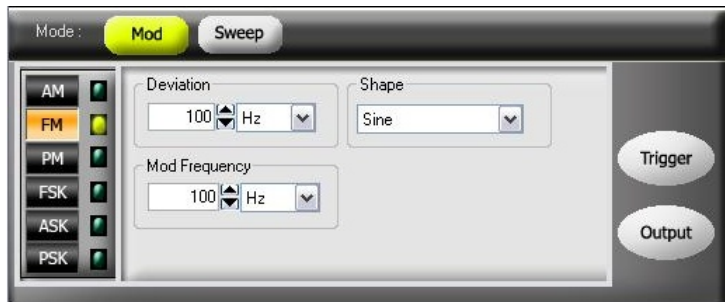 Mode : Mod Sweep
AM
FM
PM
FSK
ASK
PSK
Deviation
100 Hz
Shape
Sine
Mod Frequency
100 Hz
Trigger
Output